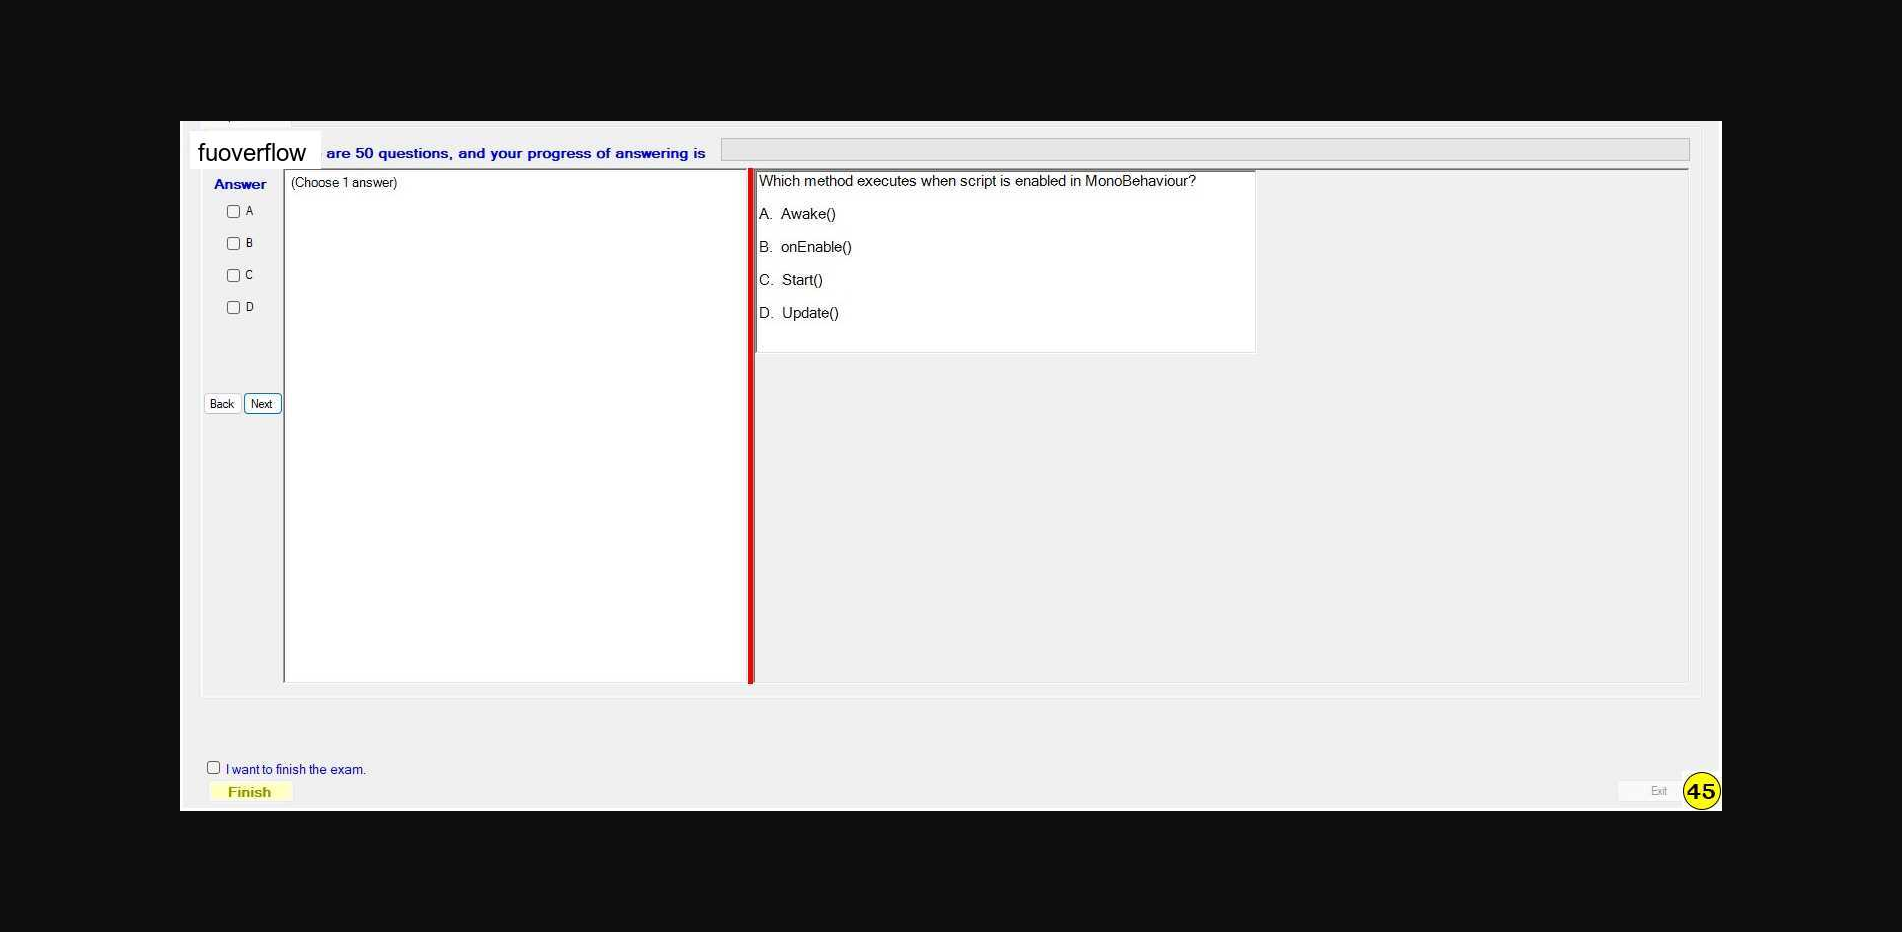 fuoverflow are 50 questions, and your progress of answering is
Answer
A
B
C
D
Back Next
(Choose 1 answer)
Which method executes when script is enabled in MonoBehaviour?
A. Awake()
B. onEnable()
C. Start()
D. Update()
I want to finish the exam.
Finish
Exit
45